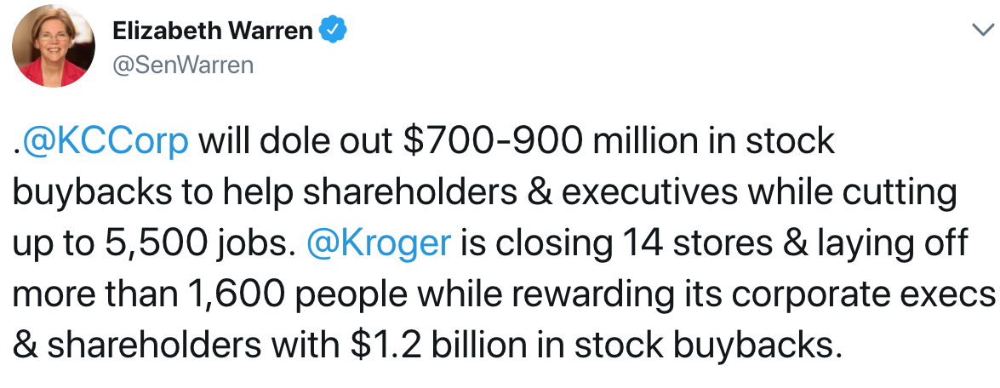 Elizabeth Warren
@SenWarren
.@KCCorp will dole out $700-900 million in stock
buybacks to help shareholders & executives while cutting
up to 5,500 jobs. @Kroger is closing 14 stores & laying off
more than 1,600 people while rewarding its corporate execs
& shareholders with $1.2 billion in stock buybacks.